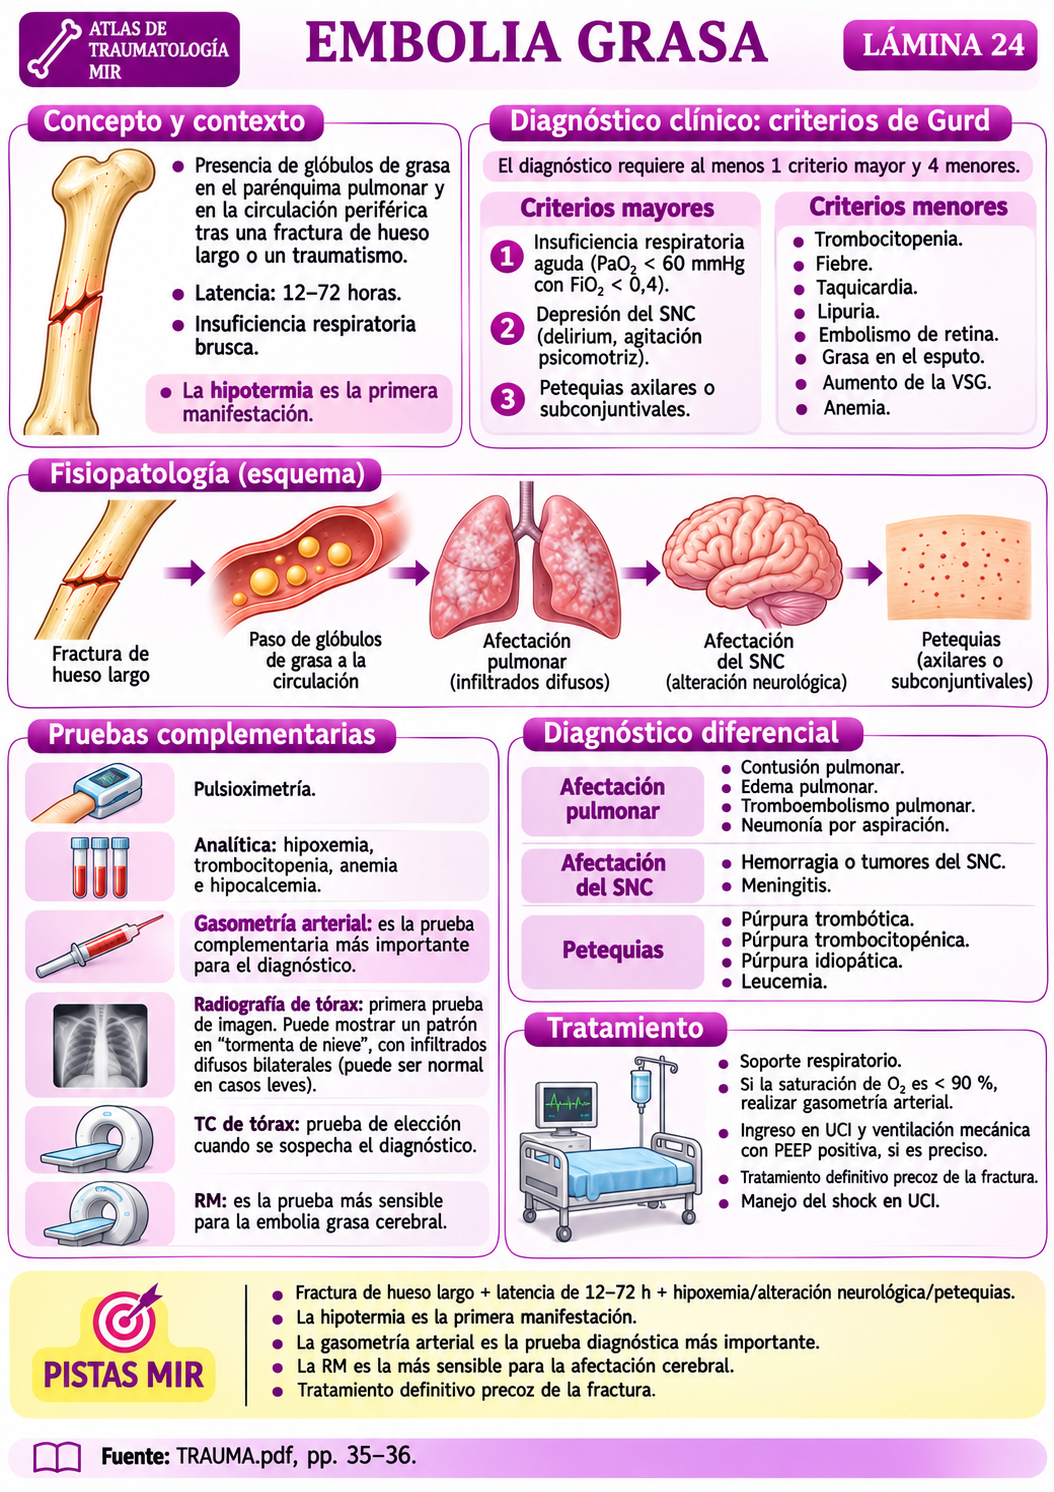 ATLAS DE
TRAUMATOLOGÍA
MIR
EMBOLIA GRASA
LÁMINA 24
Concepto y contexto
• Presencia de glóbulos de grasa
en el parénquima pulmonar y
en la circulación periférica
tras una fractura de hueso
largo o un traumatismo.
• Latencia: 12–72 horas.
• Insuficiencia respiratoria
brusca.
• La hipotermia es la primera
manifestación.
Diagnóstico clínico: criterios de Gurd
El diagnóstico requiere al menos 1 criterio mayor y 4 menores.
Criterios mayores
1 Insuficiencia respiratoria
aguda (PaO₂ < 60 mmHg
con FiO₂ < 0,4).
2 Depresión del SNC
(delirium, agitación
psicomotriz).
3 Petequias axilares o
subconjuntivales.
Criterios menores
• Trombocitopenia.
• Fiebre.
• Taquicardia.
• Lipuria.
• Embolismo de retina.
• Grasa en el esputo.
• Aumento de la VSG.
• Anemia.
Fisiopatología (esquema)
Fractura de
hueso largo
Paso de glóbulos
de grasa a la
circulación
Afectación
pulmonar
(infiltrados difusos)
Afectación
del SNC
(alteración neurológica)
Petequias
(axilares o
subconjuntivales)
Pruebas complementarias
Pulsioximetría.
Analítica: hipoxemia,
trombocitopenia, anemia
e hipocalcemia.
Gasometría arterial: es la prueba
complementaria más importante
para el diagnóstico.
Radiografía de tórax: primera prueba
de imagen. Puede mostrar un patrón
en “tormenta de nieve”, con infiltrados
difusos bilaterales (puede ser normal
en casos leves).
TC de tórax: prueba de elección
cuando se sospecha el diagnóstico.
RM: es la prueba más sensible
para la embolia grasa cerebral.
Diagnóstico diferencial
Afectación
pulmonar
• Contusión pulmonar.
• Edema pulmonar.
• Tromboembolismo pulmonar.
• Neumonía por aspiración.
Afectación
del SNC
• Hemorragia o tumores del SNC.
• Meningitis.
Petequias
• Púrpura trombótica.
• Púrpura trombocitopénica.
• Púrpura idiopática.
• Leucemia.
Tratamiento
• Soporte respiratorio.
• Si la saturación de O₂ es < 90 %,
realizar gasometría arterial.
• Ingreso en UCI y ventilación mecánica
con PEEP positiva, si es preciso.
• Tratamiento definitivo precoz de la fractura.
• Manejo del shock en UCI.
PISTAS MIR
• Fractura de hueso largo + latencia de 12–72 h + hipoxemia/alteración neurológica/petequias.
• La hipotermia es la primera manifestación.
• La gasometría arterial es la prueba diagnóstica más importante.
• La RM es la más sensible para la afectación cerebral.
• Tratamiento definitivo precoz de la fractura.
Fuente: TRAUMA.pdf, pp. 35–36.